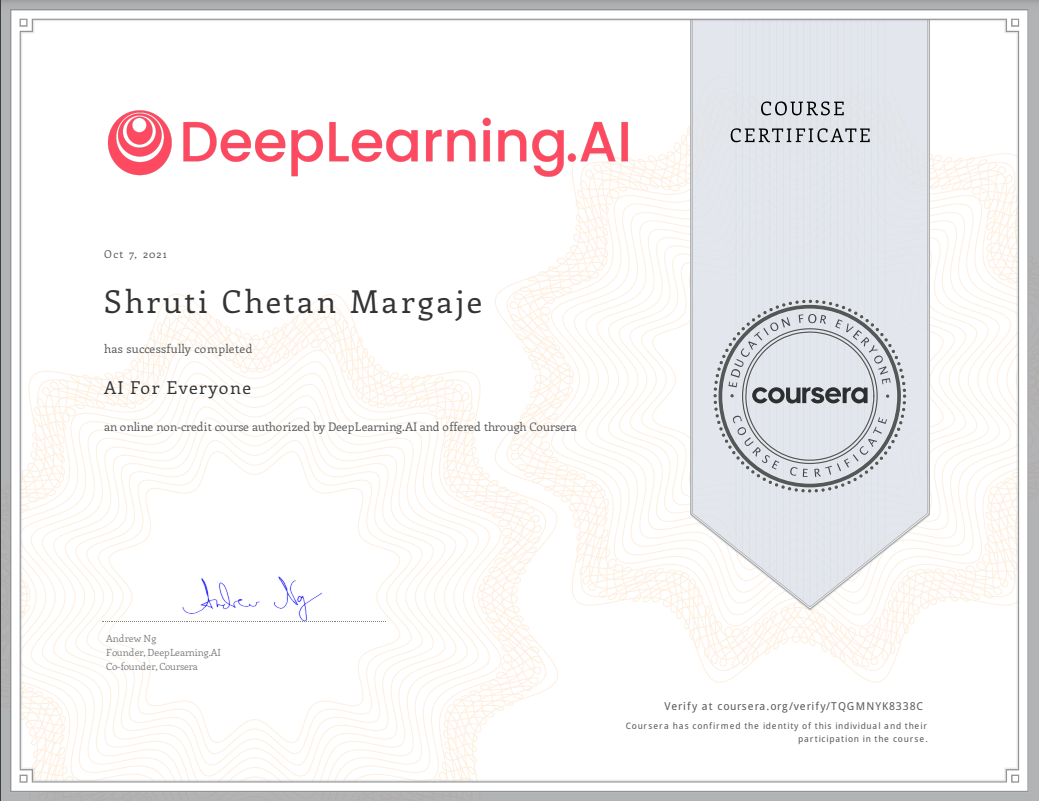 DeepLearning.AI
COURSE
CERTIFICATE
Oct 7, 2021
Shruti Chetan Margaje
has successfully completed
AI For Everyone
an online non-credit course authorized by DeepLearning.AI and offered through Coursera
EDUCATION FOR EVERYONE
coursera
COURSE CERTIFICATE
Andrew Ng
Andrew Ng
Founder, DeepLearning.AI
Co-founder, Coursera
Verify at coursera.org/verify/TQGMNYK8338C
Coursera has confirmed the identity of this individual and their
participation in the course.